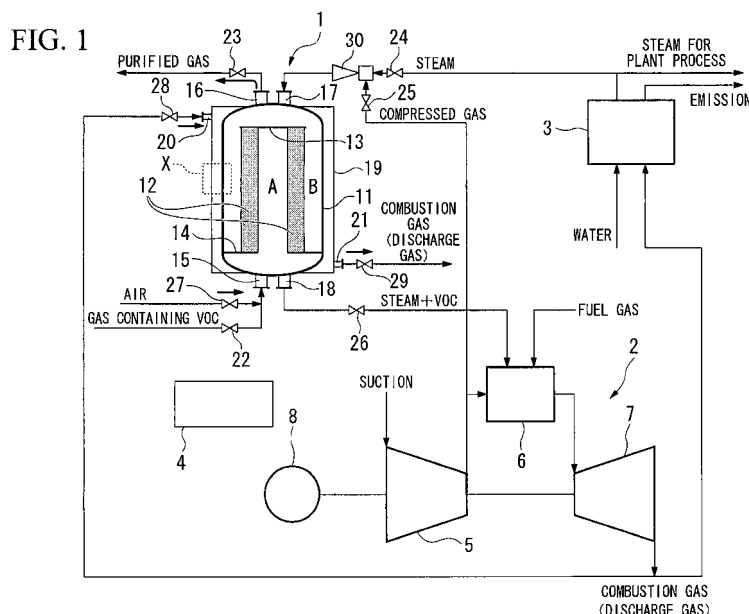 FIG. 1
PURIFIED GAS
23
1
30
24
STEAM
STEAM FOR
PLANT PROCESS
EMISSION
28
16
17
25
COMPRESSED GAS
3
20
13
X
19
12
A
B
11
COMBUSTION
GAS
(DISCHARGE
GAS)
21
14
WATER
15
18
29
27
AIR
STEAM+VOC
GAS CONTAINING VOC
22
26
FUEL GAS
SUCTION
2
4
8
6
7
5
COMBUSTION GAS
(DISCHARGE GAS)